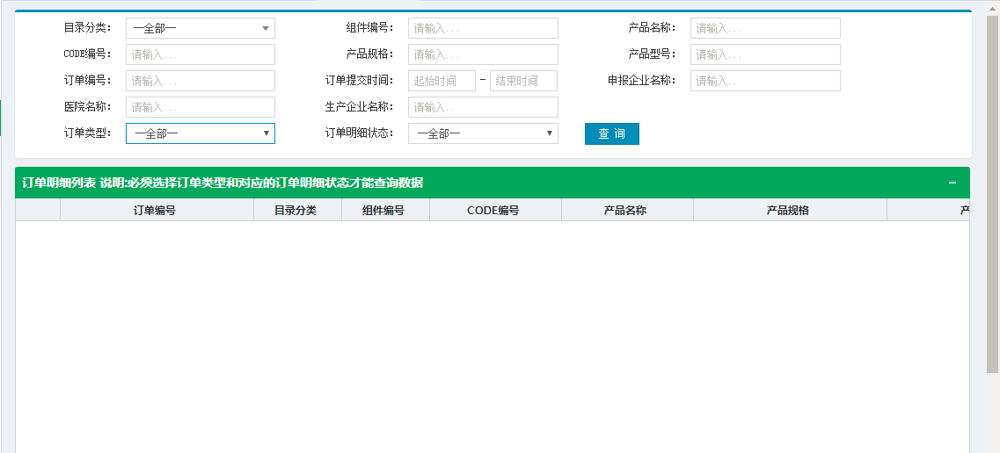 目录分类: 一全部一 组件编号: 请输入... 产品名称: 请输入...
CODE编号: 请输入... 产品规格: 请输入... 产品型号: 请输入...
订单编号: 请输入... 订单提交时间: 起始时间 - 结束时间 申报企业名称: 请输入..
医院名称: 请输入... 生产企业名称: 请输入..
订单类型: 一全部一 订单明细状态: 一全部一 查 询
订单明细列表 说明:必须选择订单类型和对应的订单明细状态才能查询数据
订单编号 目录分类 组件编号 CODE编号 产品名称 产品规格 产